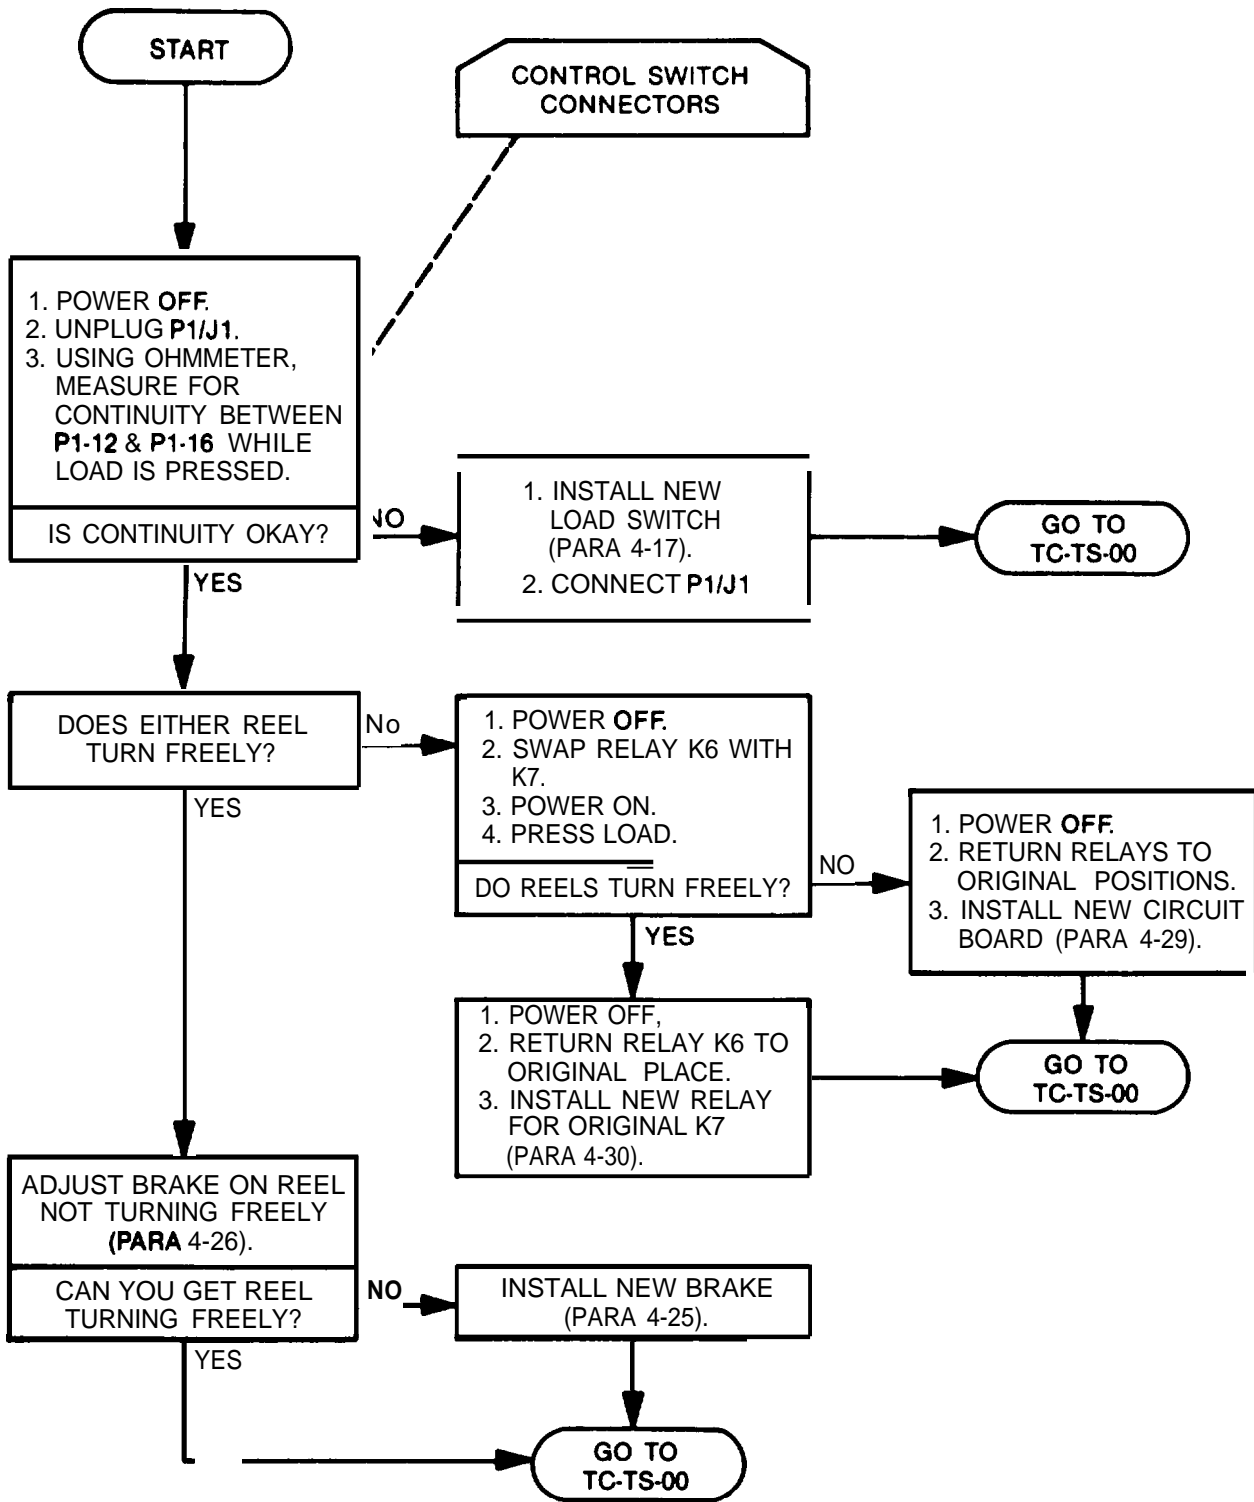 START
CONTROL SWITCH
CONNECTORS
1. POWER OFF.
2. UNPLUG P1/J1.
3. USING OHMMETER,
MEASURE FOR
CONTINUITY BETWEEN
P1-12 & P1-16 WHILE
LOAD IS PRESSED.
IS CONTINUITY OKAY?
NO
1. INSTALL NEW
LOAD SWITCH
(PARA 4-17).
2. CONNECT P1/J1
GO TO
TC-TS-00
YES
DOES EITHER REEL
TURN FREELY?
No
1. POWER OFF.
2. SWAP RELAY K6 WITH
K7.
3. POWER ON.
4. PRESS LOAD.
DO REELS TURN FREELY?
NO
1. POWER OFF.
2. RETURN RELAYS TO
ORIGINAL POSITIONS.
3. INSTALL NEW CIRCUIT
BOARD (PARA 4-29).
YES
1. POWER OFF,
2. RETURN RELAY K6 TO
ORIGINAL PLACE.
3. INSTALL NEW RELAY
FOR ORIGINAL K7
(PARA 4-30).
GO TO
TC-TS-00
YES
ADJUST BRAKE ON REEL
NOT TURNING FREELY
(PARA 4-26).
CAN YOU GET REEL
TURNING FREELY?
NO
INSTALL NEW BRAKE
(PARA 4-25).
YES
GO TO
TC-TS-00